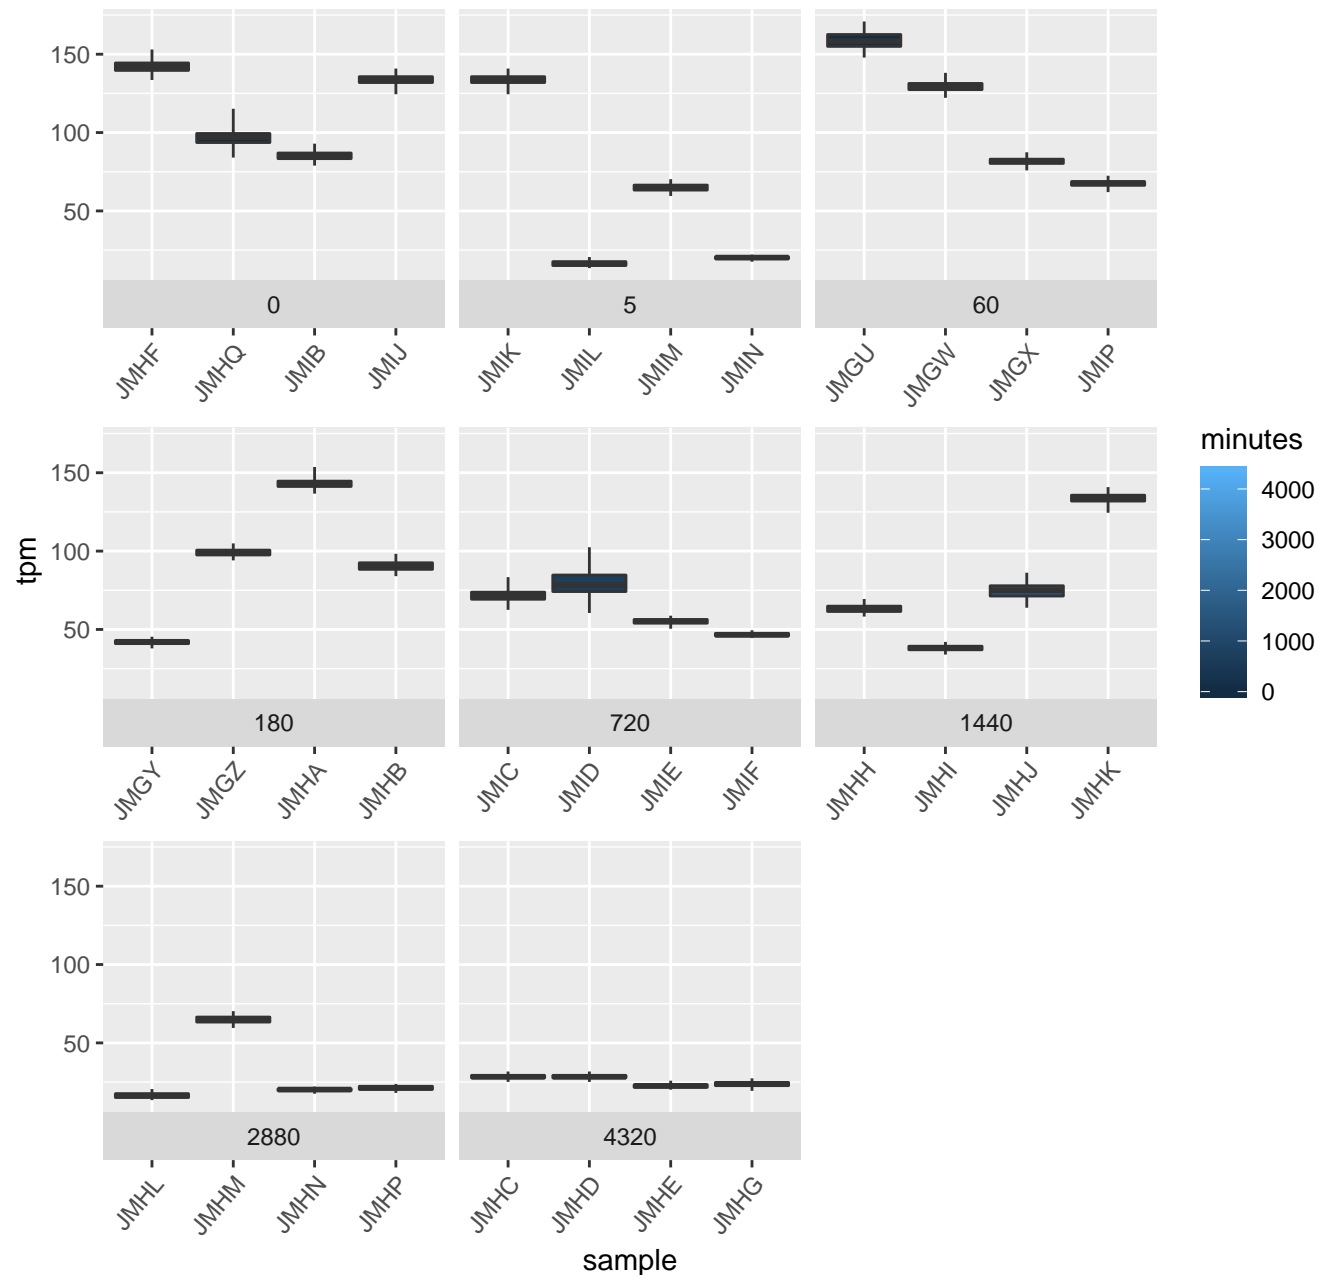 150
100
50
0
5
60
JMHF JMHQ JMIB JMIJ
JMIK JMIL JMIM JMIN
JMGU JMGW JMGX JMIP
tpm
150
100
50
180
720
1440
JMGY JMGZ JMHA JMHB
JMIC JMID JMIE JMIF
JMHH JMHI JMHJ JMHK
minutes
4000
3000
2000
1000
0
150
100
50
2880
4320
JMHL JMHM JMHN JMHP
JMHC JMHD JMHE JMHG
sample